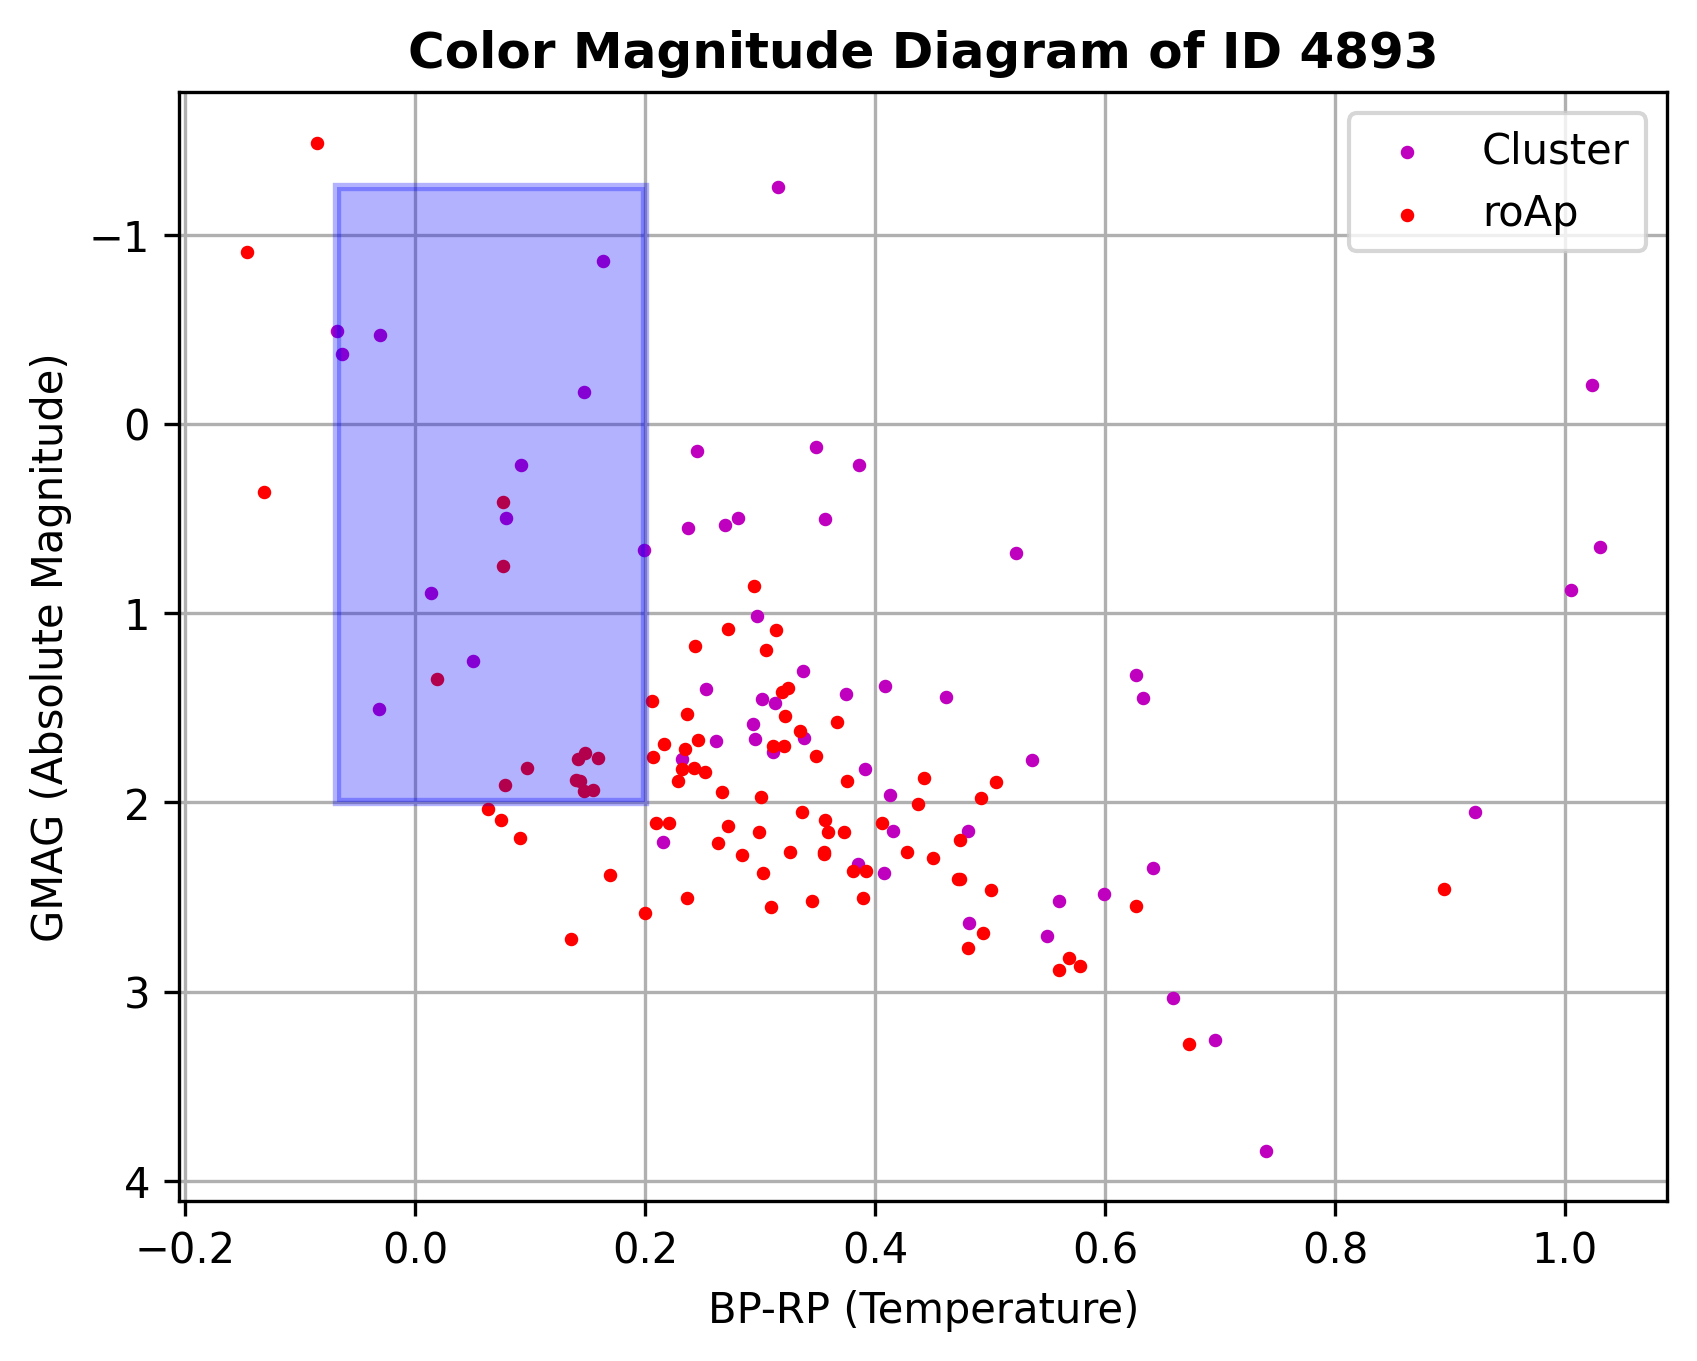 Color Magnitude Diagram of ID 4893
Cluster
roAp
GMAG (Absolute Magnitude)
−1
0
1
2
3
4
−0.2 0.0 0.2 0.4 0.6 0.8 1.0
BP-RP (Temperature)